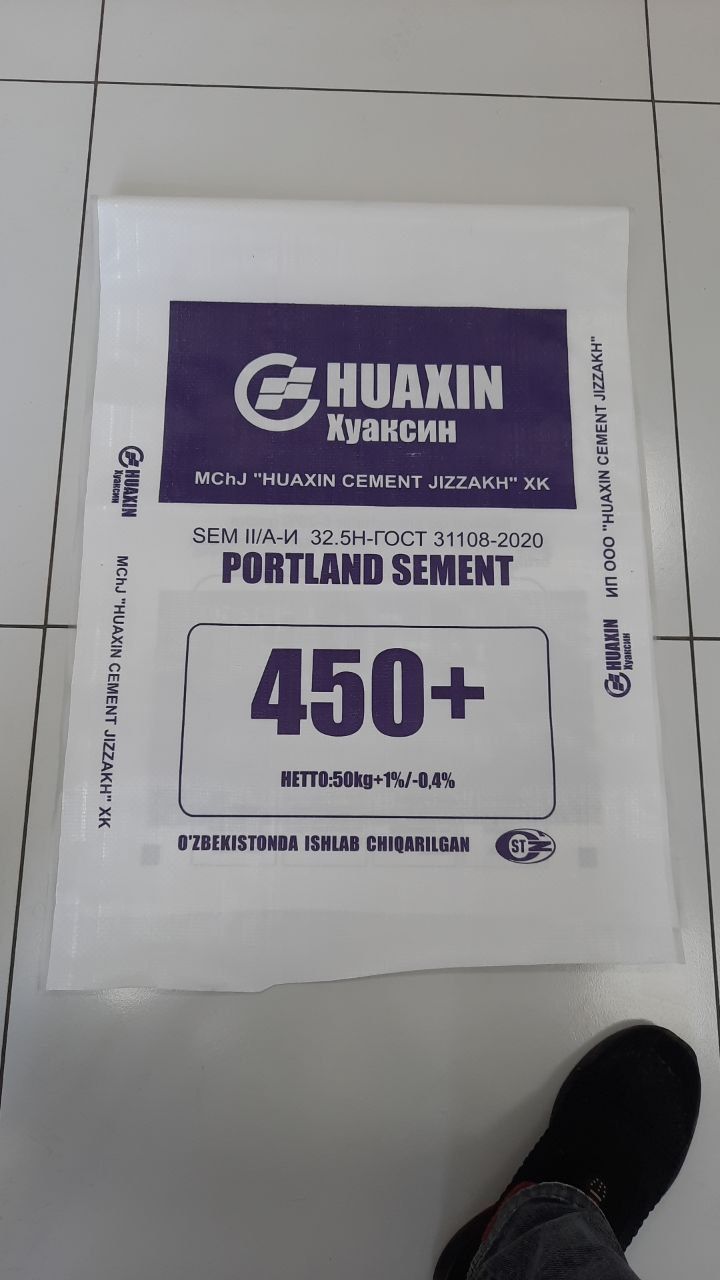 HUAXIN
Хуаксин
MChJ "HUAXIN CEMENT JIZZAKH" XK
SEM II/А-И 32.5Н-ГОСТ 31108-2020
PORTLAND SEMENT
450+
НЕТТО:50kg+1%/-0,4%
O'ZBEKISTONDA ISHLAB CHIQARILGAN
ST
HUAXIN
Хуаксин
MChJ "HUAXIN CEMENT JIZZAKH" XK
HUAXIN
Хуаксин
ИП ООО "HUAXIN CEMENT JIZZAKH"